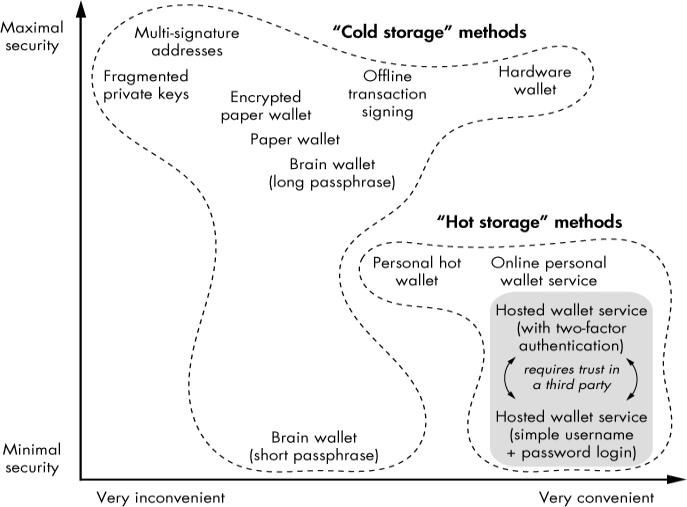 Maximal
security
Multi-signature
addresses
“Cold storage” methods
Fragmented
private keys
Offline
transaction
signing
Hardware
wallet
Encrypted
paper wallet
Paper wallet
Brain wallet
(long passphrase)
“Hot storage” methods
Personal hot
wallet
Online personal
wallet service
Hosted wallet service
(with two-factor
authentication)
requires trust in
a third party
Hosted wallet service
(simple username
+ password login)
Brain wallet
(short passphrase)
Minimal
security
Very inconvenient
Very convenient